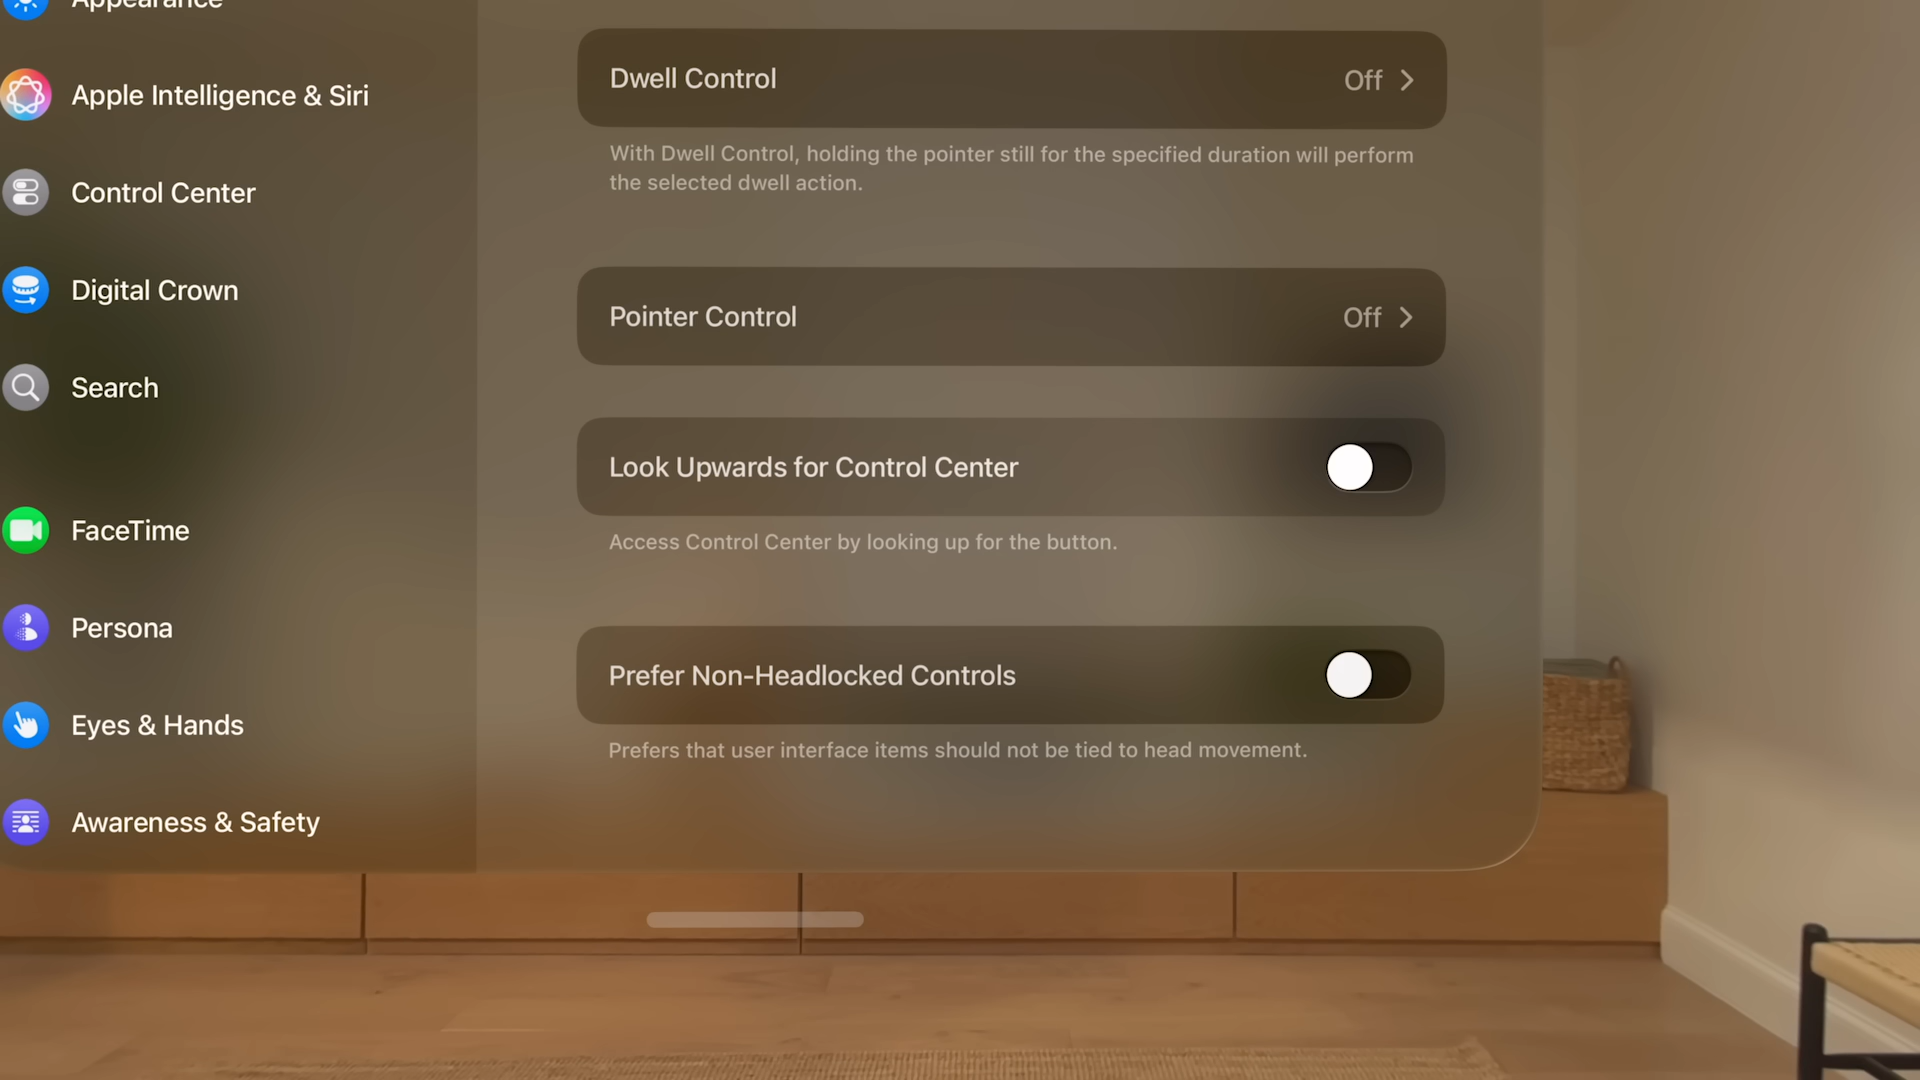 Appearance
Apple Intelligence & Siri
Control Center
Digital Crown
Search
FaceTime
Persona
Eyes & Hands
Awareness & Safety
Dwell Control
Off
With Dwell Control, holding the pointer still for the specified duration will perform
the selected dwell action.
Pointer Control
Off
Look Upwards for Control Center
Access Control Center by looking up for the button.
Prefer Non-Headlocked Controls
Prefers that user interface items should not be tied to head movement.